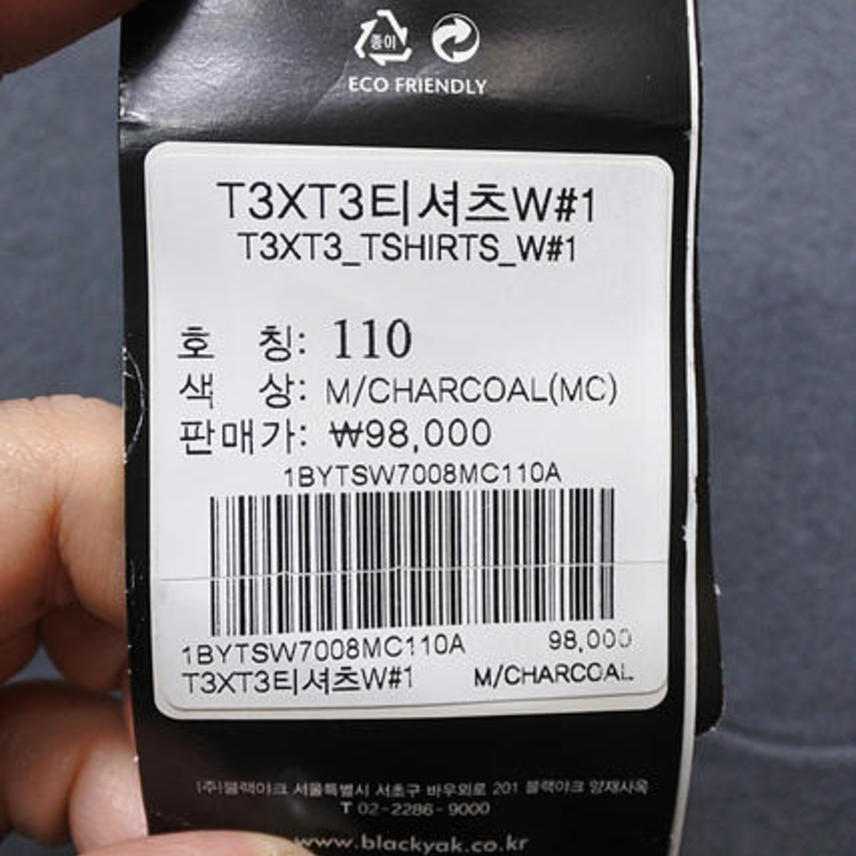 종이
ECO FRIENDLY
T3XT3티셔츠W#1
T3XT3_TSHIRTS_W#1
호 칭: 110
색 상: M/CHARCOAL(MC)
판매가: ₩98,000
1BYTSW7008MC110A
1BYTSW7008MC110A 98,000
T3XT3티셔츠W#1 M/CHARCOAL
(주)블랙야크 서울특별시 서초구 바우뫼로 201 블랙야크 양재사옥
T 02-2286-9000
www.blackyak.co.kr